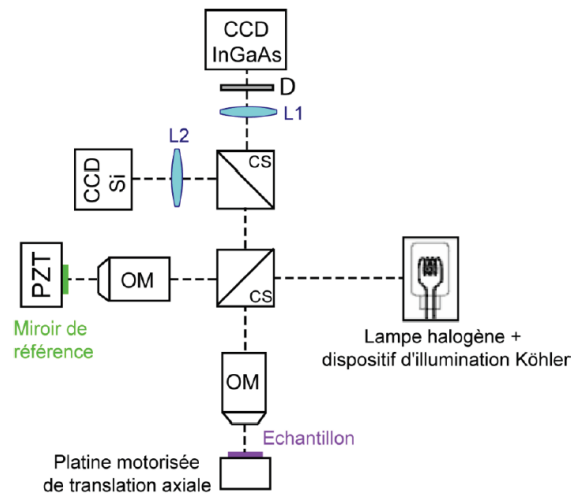 CCD
InGaAs
D
L1
L2
CCD
Si
CS
PZT
OM
CS
Miroir de
référence
Lampe halogène +
dispositif d'illumination Köhler
OM
Echantillon
Platine motorisée
de translation axiale